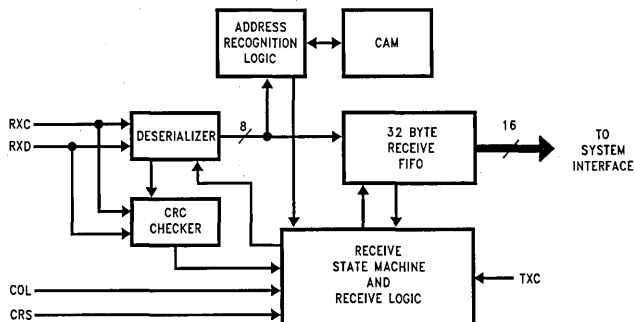 ADDRESS
RECOGNITION
LOGIC
CAM
RXC
RXD
DESERIALIZER
8
32 BYTE
RECEIVE
FIFO
16
TO
SYSTEM
INTERFACE
CRC
CHECKER
RECEIVE
STATE MACHINE
AND
RECEIVE LOGIC
TXC
COL
CRS